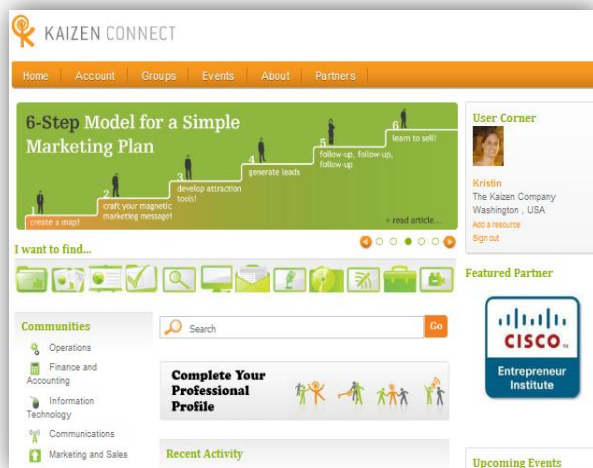 KAIZEN CONNECT
Home Account Groups Events About Partners
6-Step Model for a Simple
Marketing Plan
1
create a map!
2
craft your magnetic
marketing message!
3
develop attraction
tools!
4
generate leads
5
follow-up, follow-up,
follow-up
6
learn to sell!
› read article...
User Corner
Kristin
The Kaizen Company
Washington , USA
Add a resource
Sign out
I want to find...
Featured Partner
CISCO
Entrepreneur
Institute
Communities
Operations
Finance and
Accounting
Information
Technology
Communications
Marketing and Sales
Search
Go
Complete Your
Professional
Profile
Recent Activity
Upcoming Events